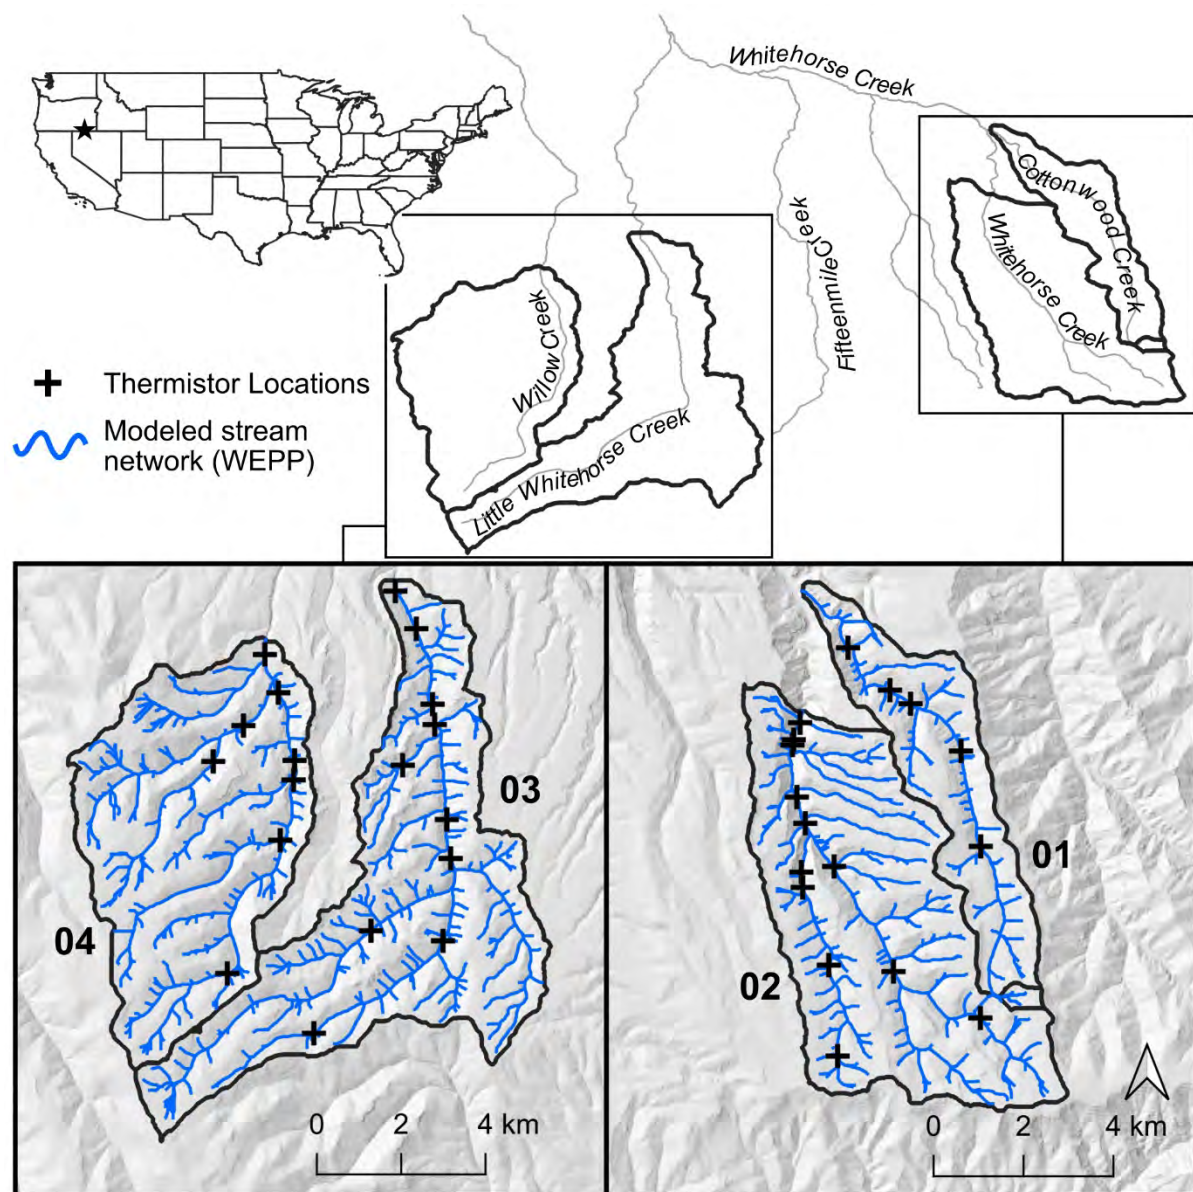 Whitehorse Creek
Cottonwood Creek
Whitehorse Creek
Fifteenmile Creek
Willow Creek
Little Whitehorse Creek
Thermistor Locations
Modeled stream
network (WEPP)
03
04
0 2 4 km
01
02
0 2 4 km